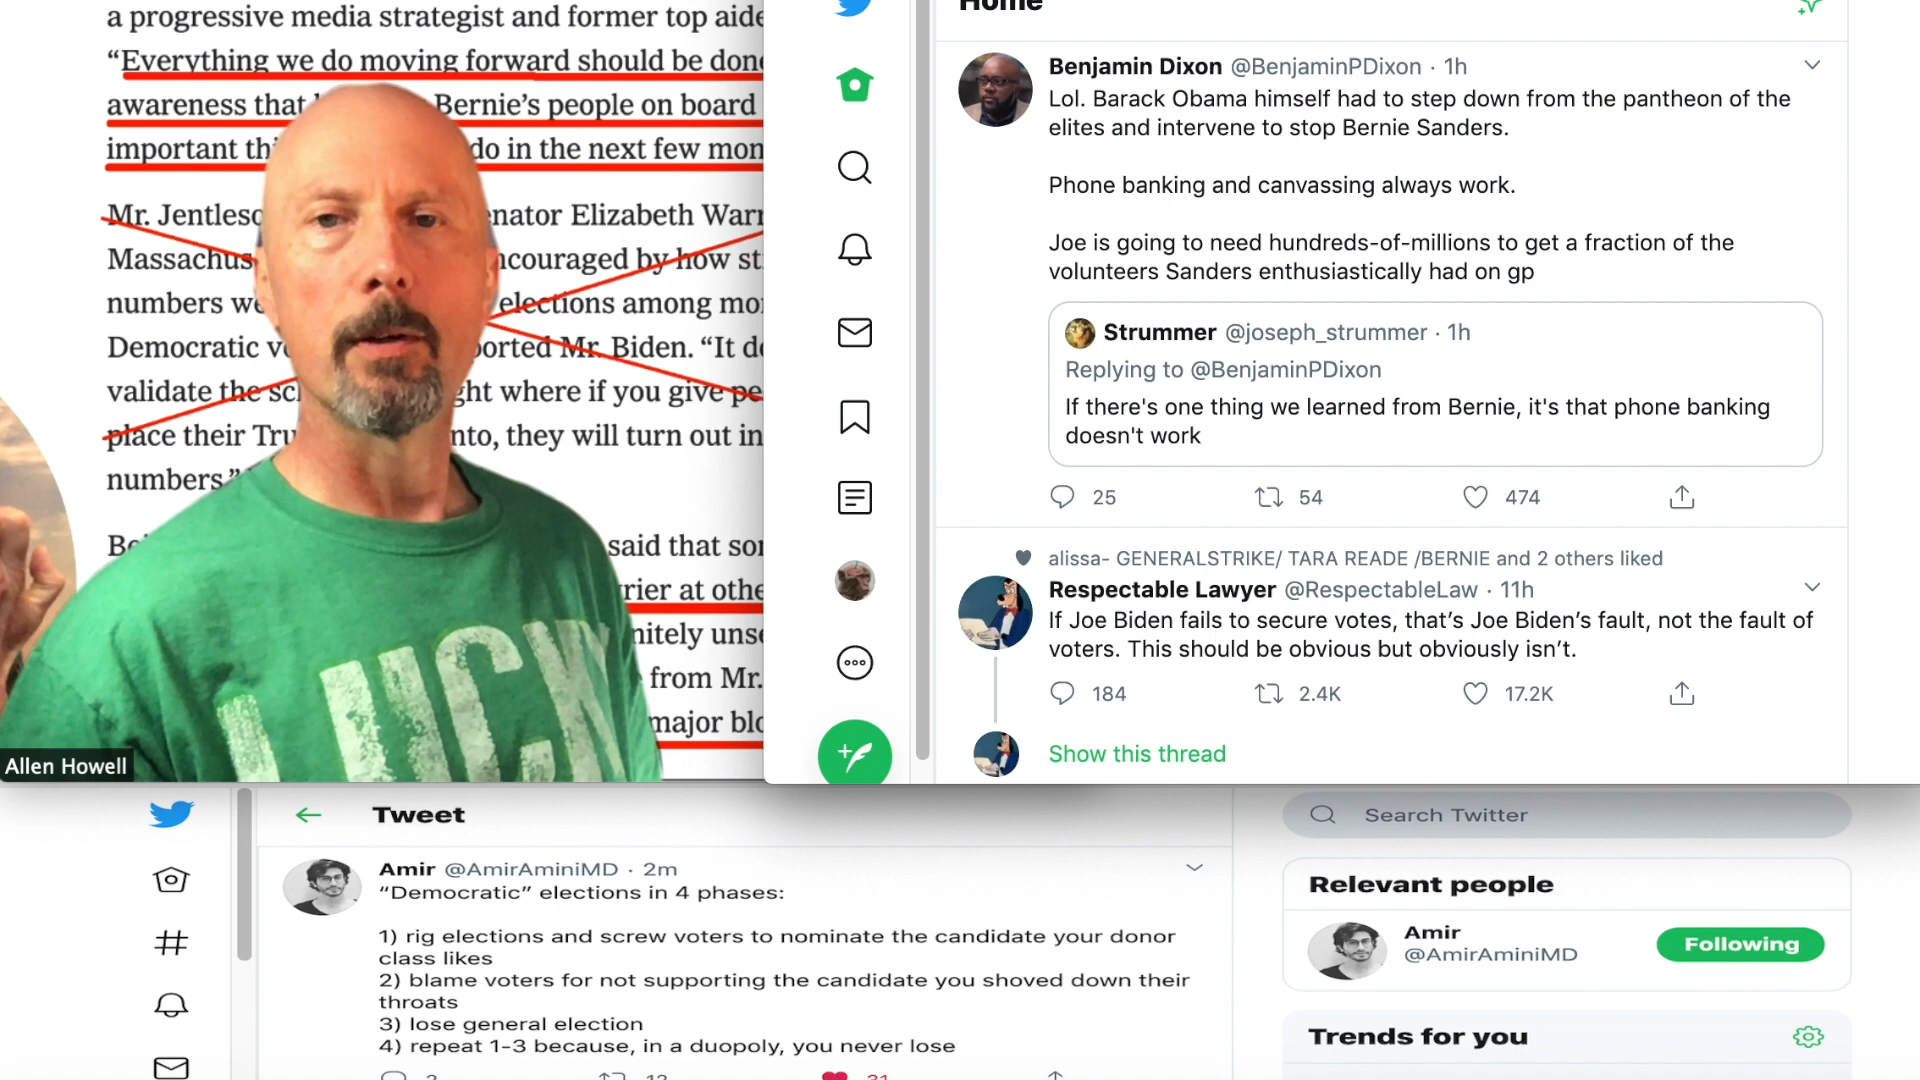 a progressive media strategist and former top aide
“Everything we do moving forward should be done
awareness that Bernie’s people on board
important do in the next few mon
Mr. Jentleso enator Elizabeth Warr
Massachus ncouraged by how st
numbers we elections among mo
Democratic vo ported Mr. Biden. “It do
validate the scl ght where if you give pe
place their Tru nto, they will turn out in
numbers.”
said that so
rier at othe
nitely unse
from Mr.
major blo
LUCK
Allen Howell
Home
Benjamin Dixon @BenjaminPDixon · 1h
Lol. Barack Obama himself had to step down from the pantheon of the
elites and intervene to stop Bernie Sanders.
Phone banking and canvassing always work.
Joe is going to need hundreds-of-millions to get a fraction of the
volunteers Sanders enthusiastically had on gp
Strummer @joseph_strummer · 1h
Replying to @BenjaminPDixon
If there's one thing we learned from Bernie, it's that phone banking
doesn't work
25 54 474
alissa- GENERALSTRIKE/ TARA READE /BERNIE and 2 others liked
Respectable Lawyer @RespectableLaw · 11h
If Joe Biden fails to secure votes, that’s Joe Biden’s fault, not the fault of
voters. This should be obvious but obviously isn’t.
184 2.4K 17.2K
Show this thread
Tweet
Amir @AmirAminiMD · 2m
“Democratic” elections in 4 phases:
1) rig elections and screw voters to nominate the candidate your donor
class likes
2) blame voters for not supporting the candidate you shoved down their
throats
3) lose general election
4) repeat 1-3 because, in a duopoly, you never lose
Search Twitter
Relevant people
Amir
@AmirAminiMD
Following
Trends for you